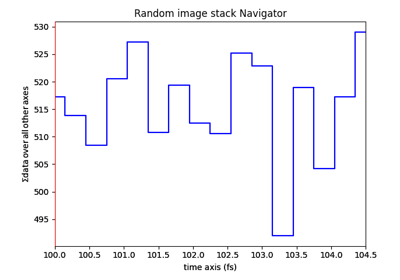 Random image stack Navigator
530
525
520
515
510
505
500
495
Σdata over all other axes
100.0 100.5 101.0 101.5 102.0 102.5 103.0 103.5 104.0 104.5
time axis (fs)